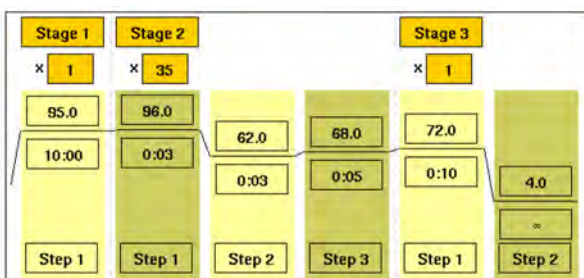 Stage 1 Stage 2 Stage 3
x 1 x 35 x 1
95.0 96.0 62.0 68.0 72.0 4.0
10:00 0:03 0:03 0:05 0:10 ∞
Step 1 Step 1 Step 2 Step 3 Step 1 Step 2